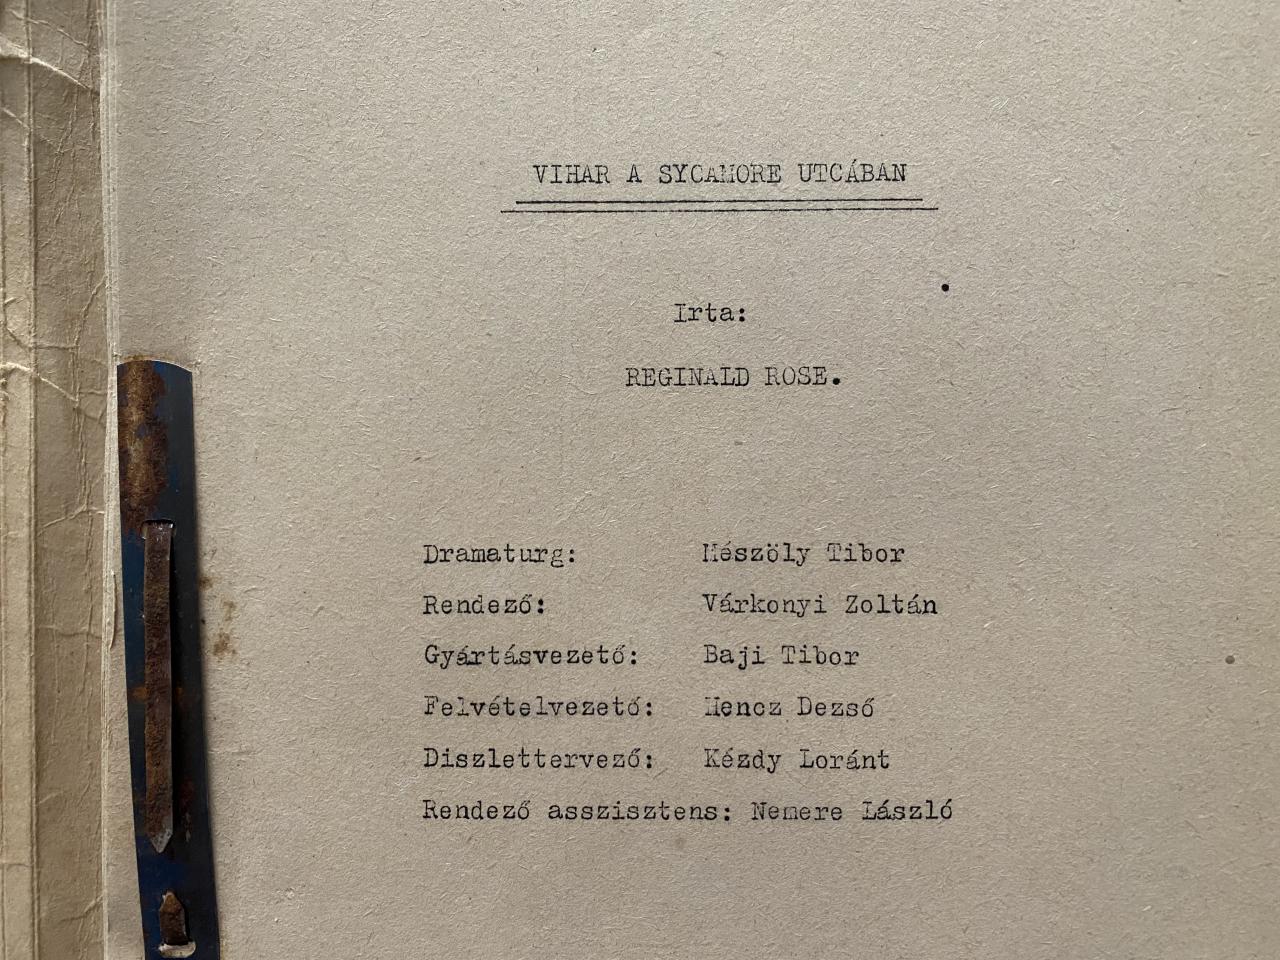 VIHAR A SYCAMORE UTCÁBAN
Irta:
REGINALD ROSE.
Dramaturg: Mészöly Tibor
Rendező: Várkonyi Zoltán
Gyártásvezető: Baji Tibor
Felvételvezető: Hencz Dezső
Diszlettervező: Kézdy Loránt
Rendező asszisztens: Nemere László